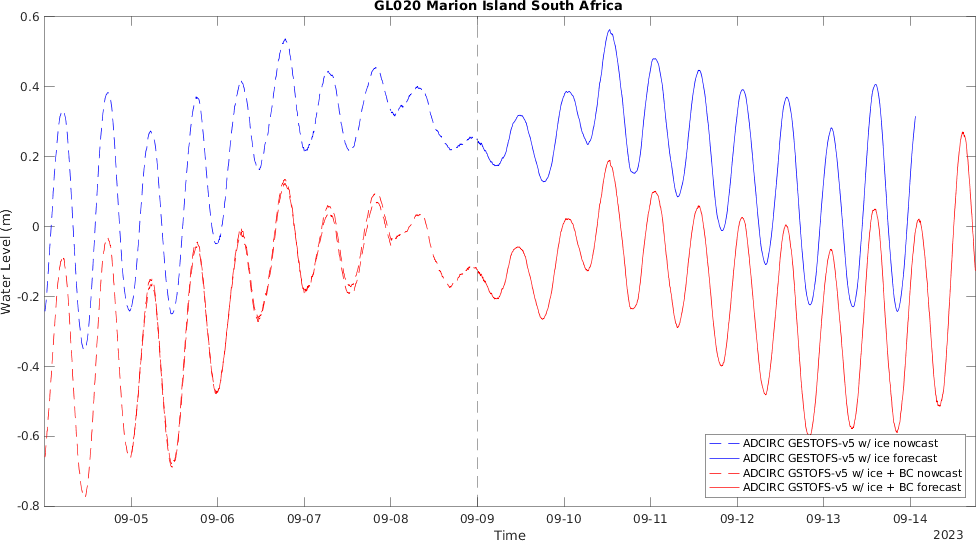 GL020 Marion Island South Africa
0.6
0.4
0.2
0
-0.2
-0.4
-0.6
-0.8
Water Level (m)
ADCIRC GESTOFS-v5 w/ ice nowcast
ADCIRC GESTOFS-v5 w/ ice forecast
ADCIRC GSTOFS-v5 w/ ice + BC nowcast
ADCIRC GSTOFS-v5 w/ ice + BC forecast
09-05 09-06 09-07 09-08 09-09 09-10 09-11 09-12 09-13 09-14
Time
2023